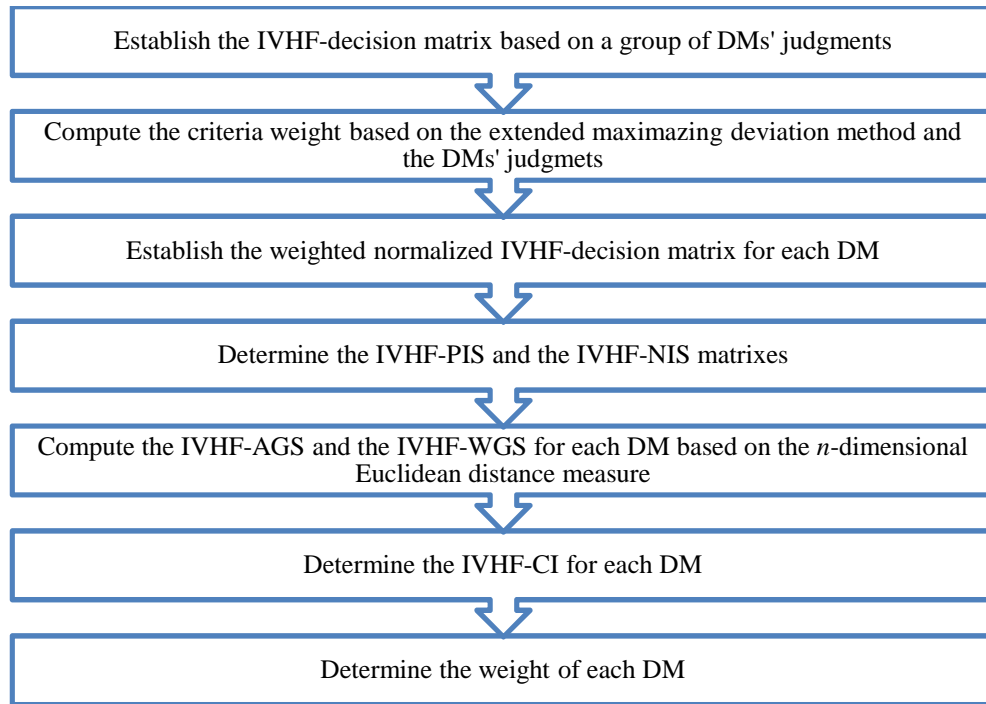 Establish the IVHF-decision matrix based on a group of DMs' judgments
Compute the criteria weight based on the extended maximazing deviation method and
the DMs' judgmets
Establish the weighted normalized IVHF-decision matrix for each DM
Determine the IVHF-PIS and the IVHF-NIS matrixes
Compute the IVHF-AGS and the IVHF-WGS for each DM based on the n-dimensional
Euclidean distance measure
Determine the IVHF-CI for each DM
Determine the weight of each DM